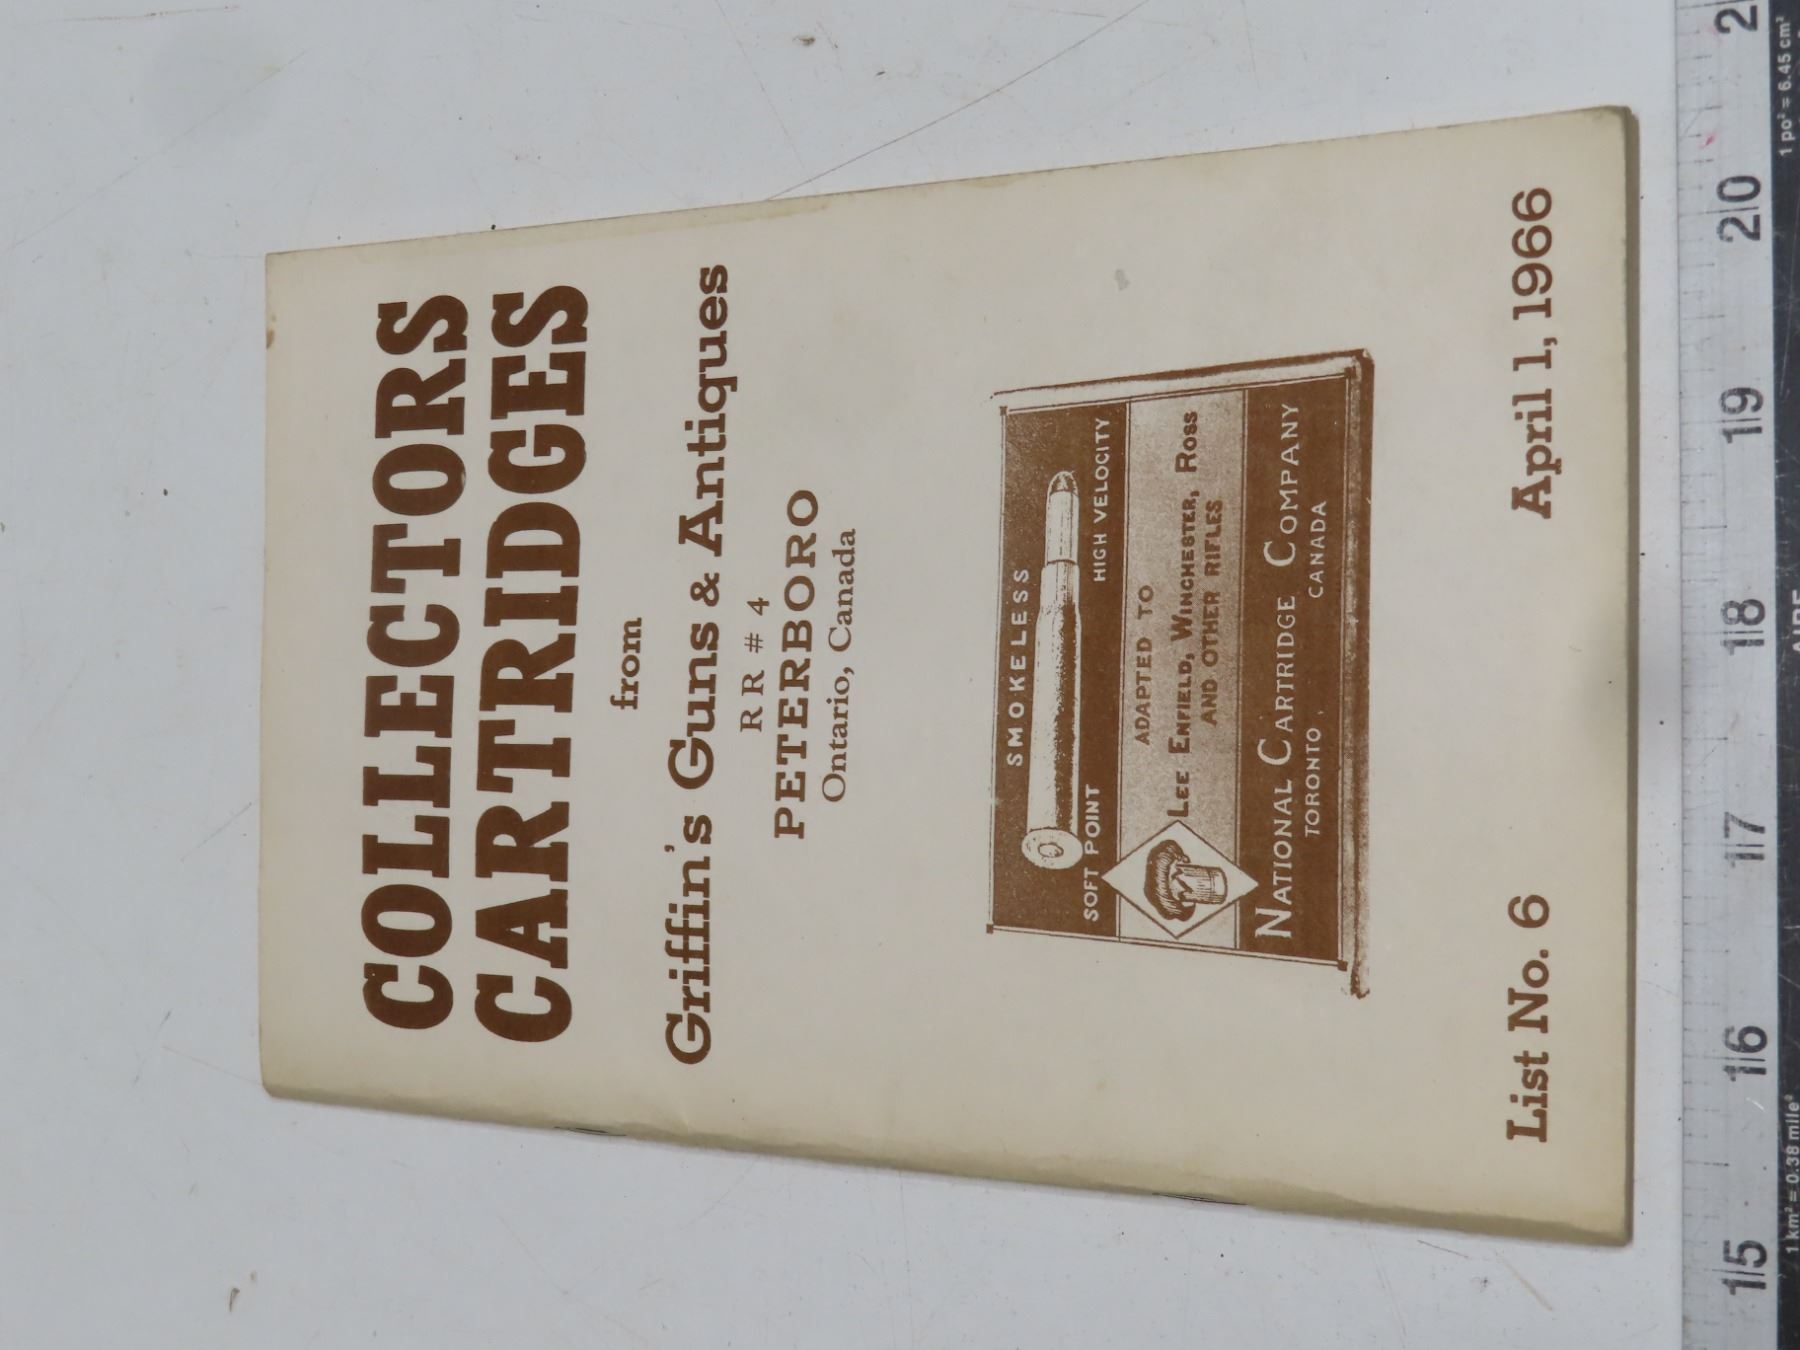 COLLECTORS
CARTRIDGES
from
Griffin's Guns & Antiques
RR #4
PETERBORO
Ontario, Canada
SMOKELESS
SOFT POINT HIGH VELOCITY
ADAPTED TO
LEE ENFIELD, WINCHESTER, ROSS
AND OTHER RIFLES
NATIONAL CARTRIDGE COMPANY
TORONTO, CANADA
List No. 6 April 1, 1966
15 16 17 18 19 20 2
1 km² = 0.38 mile² 1 po² = 6.45 cm²